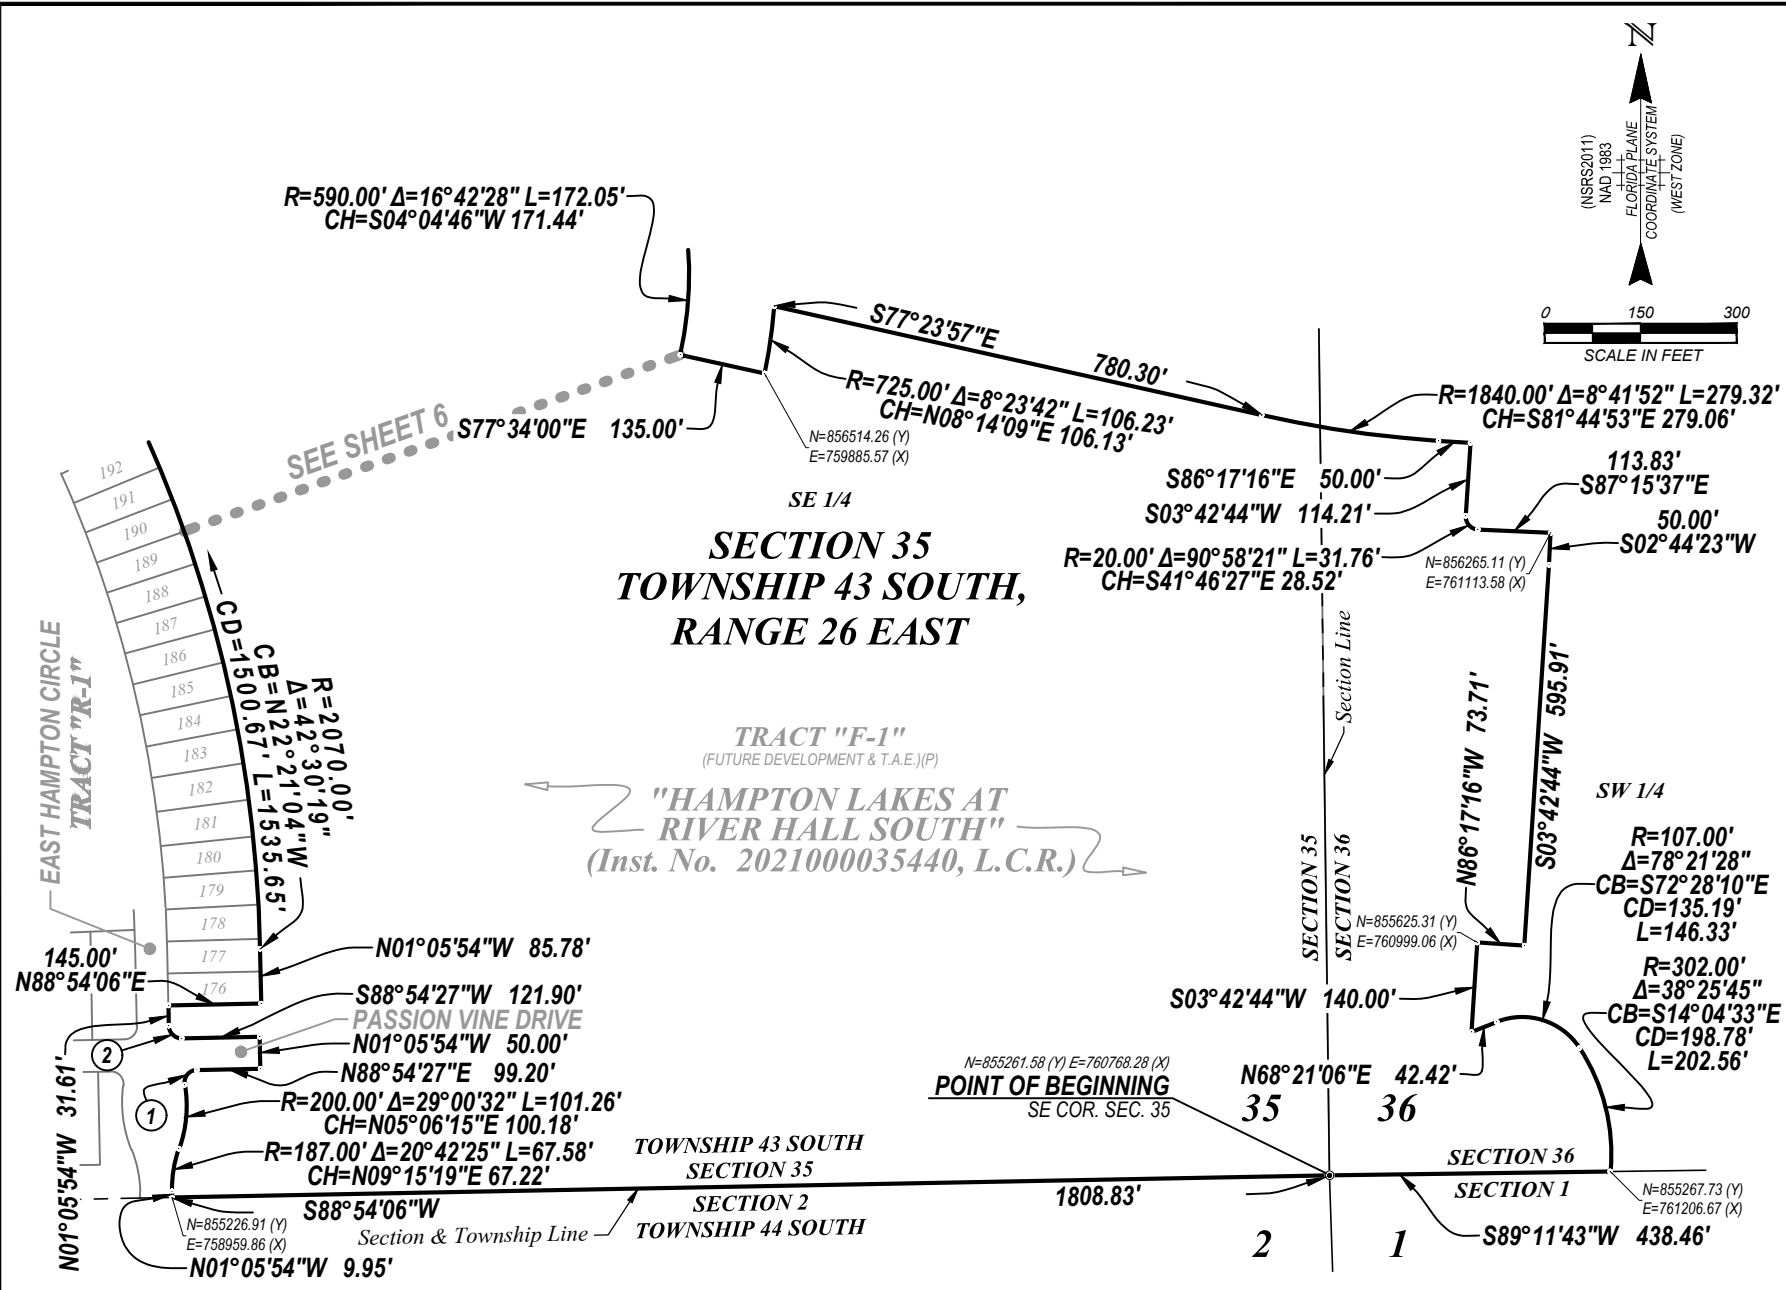 N
(NSRS2011)
NAD 1983
FLORIDA PLANE
COORDINATE SYSTEM
(WEST ZONE)
0 150 300
SCALE IN FEET
R=590.00' Δ=16°42'28" L=172.05'
CH=S04°04'46"W 171.44'
S77°23'57"E 780.30'
R=725.00' Δ=8°23'42" L=106.23'
CH=N08°14'09"E 106.13'
R=1840.00' Δ=8°41'52" L=279.32'
CH=S81°44'53"E 279.06'
SEE SHEET 6
S77°34'00"E 135.00'
N=856514.26 (Y)
E=759885.57 (X)
S86°17'16"E 50.00'
113.83'
S87°15'37"E
S03°42'44"W 114.21'
50.00'
S02°44'23"W
R=20.00' Δ=90°58'21" L=31.76'
CH=S41°46'27"E 28.52'
N=856265.11 (Y)
E=761113.58 (X)
SE 1/4
SECTION 35
TOWNSHIP 43 SOUTH,
RANGE 26 EAST
192
191
190
189
188
187
186
185
184
183
182
181
180
179
178
177
176
EAST HAMPTON CIRCLE
TRACT "R-1"
R=2070.00'
Δ=42°30'19"
CB=N22°21'04"W
CD=1500.67' L=1535.65'
Section Line
TRACT "F-1"
(FUTURE DEVELOPMENT & T.A.E.)(P)
"HAMPTON LAKES AT
RIVER HALL SOUTH"
(Inst. No. 2021000035440, L.C.R.)
N86°17'16"W 73.71'
S03°42'44"W 595.91'
SW 1/4
R=107.00'
Δ=78°21'28"
CB=S72°28'10"E
CD=135.19'
L=146.33'
SECTION 35
SECTION 36
N=855625.31 (Y)
E=760999.06 (X)
R=302.00'
Δ=38°25'45"
CB=S14°04'33"E
CD=198.78'
L=202.56'
145.00'
N88°54'06"E
N01°05'54"W 85.78'
S88°54'27"W 121.90'
PASSION VINE DRIVE
N01°05'54"W 50.00'
N88°54'27"E 99.20'
2
1
N01°05'54"W 31.61'
R=200.00' Δ=29°00'32" L=101.26'
CH=N05°06'15"E 100.18'
R=187.00' Δ=20°42'25" L=67.58'
CH=N09°15'19"E 67.22'
S03°42'44"W 140.00'
N68°21'06"E 42.42'
N=855261.58 (Y) E=760768.28 (X)
POINT OF BEGINNING
SE COR. SEC. 35
35 36
TOWNSHIP 43 SOUTH
SECTION 35
SECTION 36
SECTION 2
TOWNSHIP 44 SOUTH
SECTION 1
1808.83'
S88°54'06"W
Section & Township Line
N=855226.91 (Y)
E=758959.86 (X)
N01°05'54"W 9.95'
N=855267.73 (Y)
E=761206.67 (X)
2 1
S89°11'43"W 438.46'